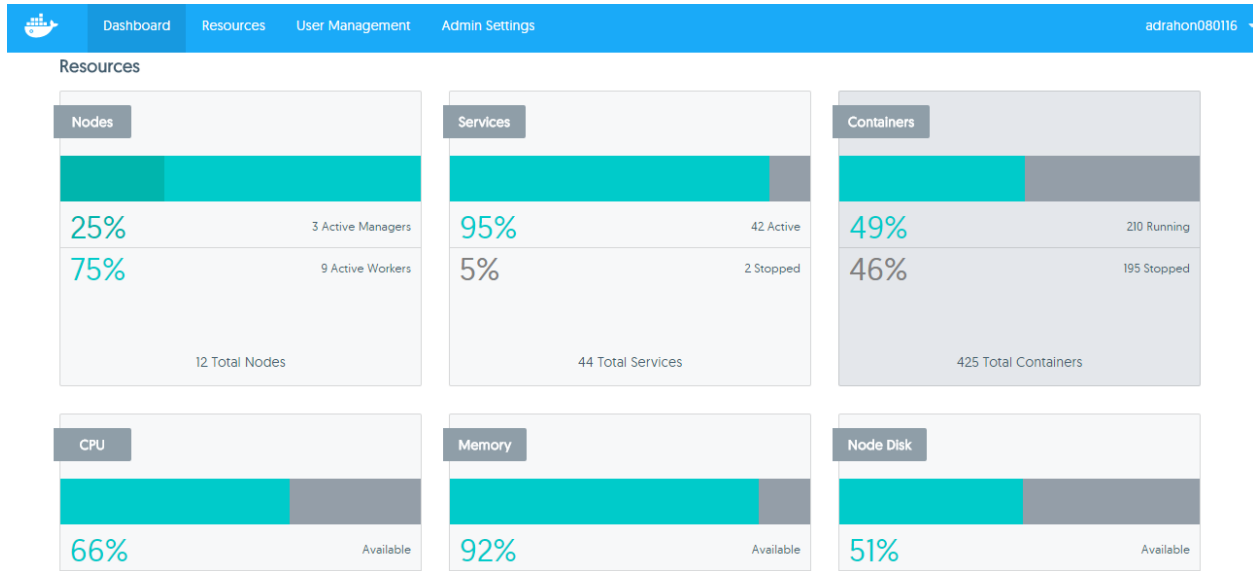 Dashboard Resources User Management Admin Settings adrahon080116
Resources
Nodes
25% 3 Active Managers
75% 9 Active Workers
12 Total Nodes
Services
95% 42 Active
5% 2 Stopped
44 Total Services
Containers
49% 210 Running
46% 195 Stopped
425 Total Containers
CPU
66% Available
Memory
92% Available
Node Disk
51% Available